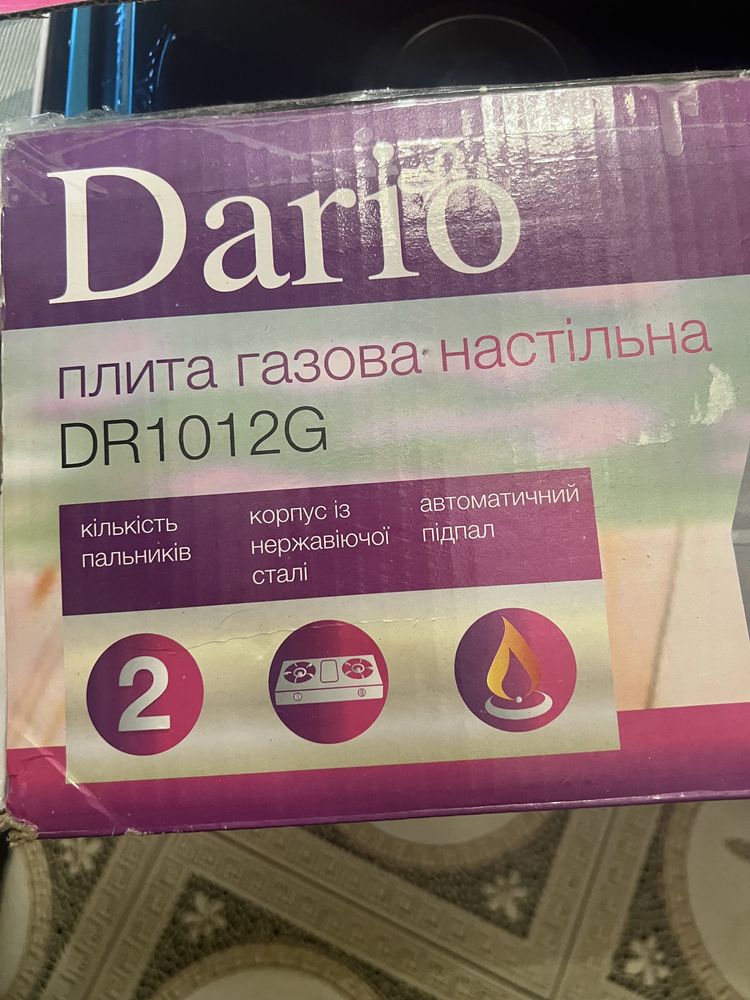 Dario
плита газова настільна
DR1012G
кількість
пальників
корпус із
нержавіючої
сталі
автоматичний
підпал
2